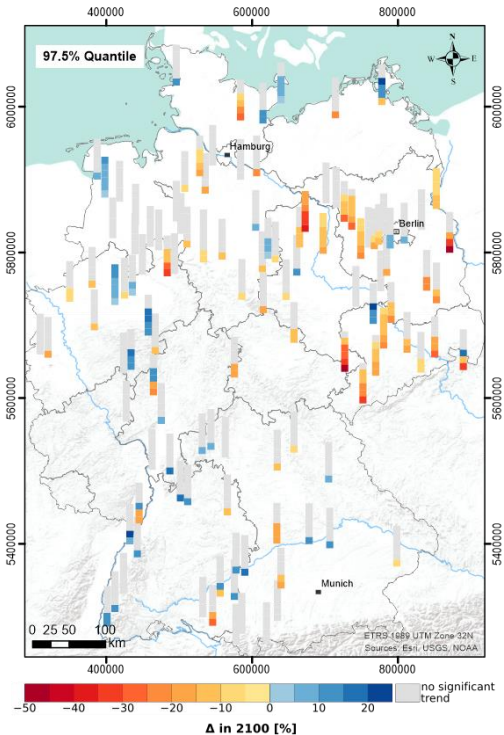 400000 600000 800000
97.5% Quantile
N
W E
S
6000000 6000000
Hamburg
Berlin
5800000 5800000
5600000 5600000
5400000 5400000
Munich
0 25 50 100
km
ETRS 1989 UTM Zone 32N
Sources: Esri, USGS, NOAA
400000 600000 800000
no significant
trend
−50 −40 −30 −20 −10 0 10 20
Δ in 2100 [%]